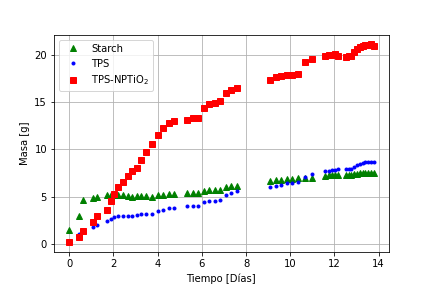 Starch
TPS
TPS-NPTiO₂
20
15
10
5
0
Masa [g]
0 2 4 6 8 10 12 14
Tiempo [Días]